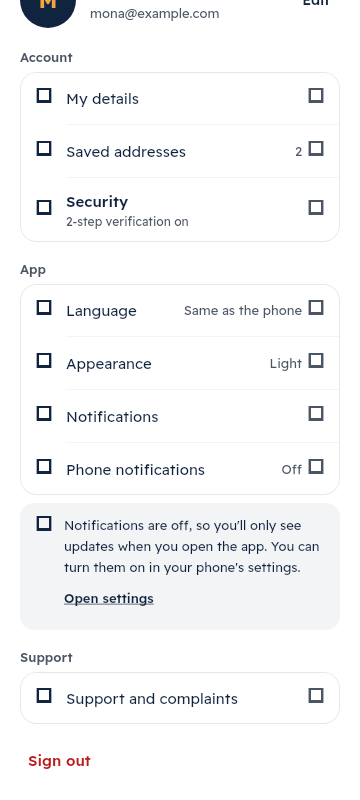 M
Edit
mona@example.com
Account
My details
Saved addresses 2
Security
2-step verification on
App
Language Same as the phone
Appearance Light
Notifications
Phone notifications Off
Notifications are off, so you'll only see
updates when you open the app. You can
turn them on in your phone's settings.
Open settings
Support
Support and complaints
Sign out